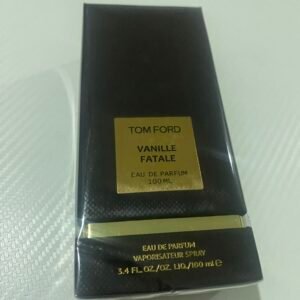 TOM FORD
VANILLE
FATALE
EAU DE PARFUM
100 ML
EAU DE PARFUM
VAPORISATEUR SPRAY
3.4 FL. OZ./OZ. LIQ./100 ml ℮